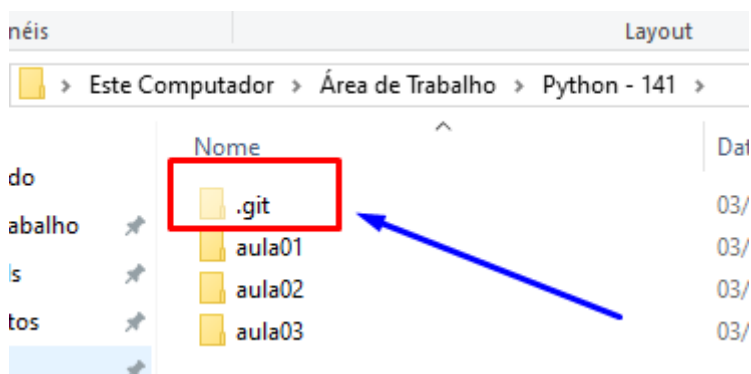 néis Layout
Este Computador > Área de Trabalho > Python - 141 >
Nome Dat
do
.git 03/
abalho
aula01 03/
ls
aula02 03/
tos
aula03 03/